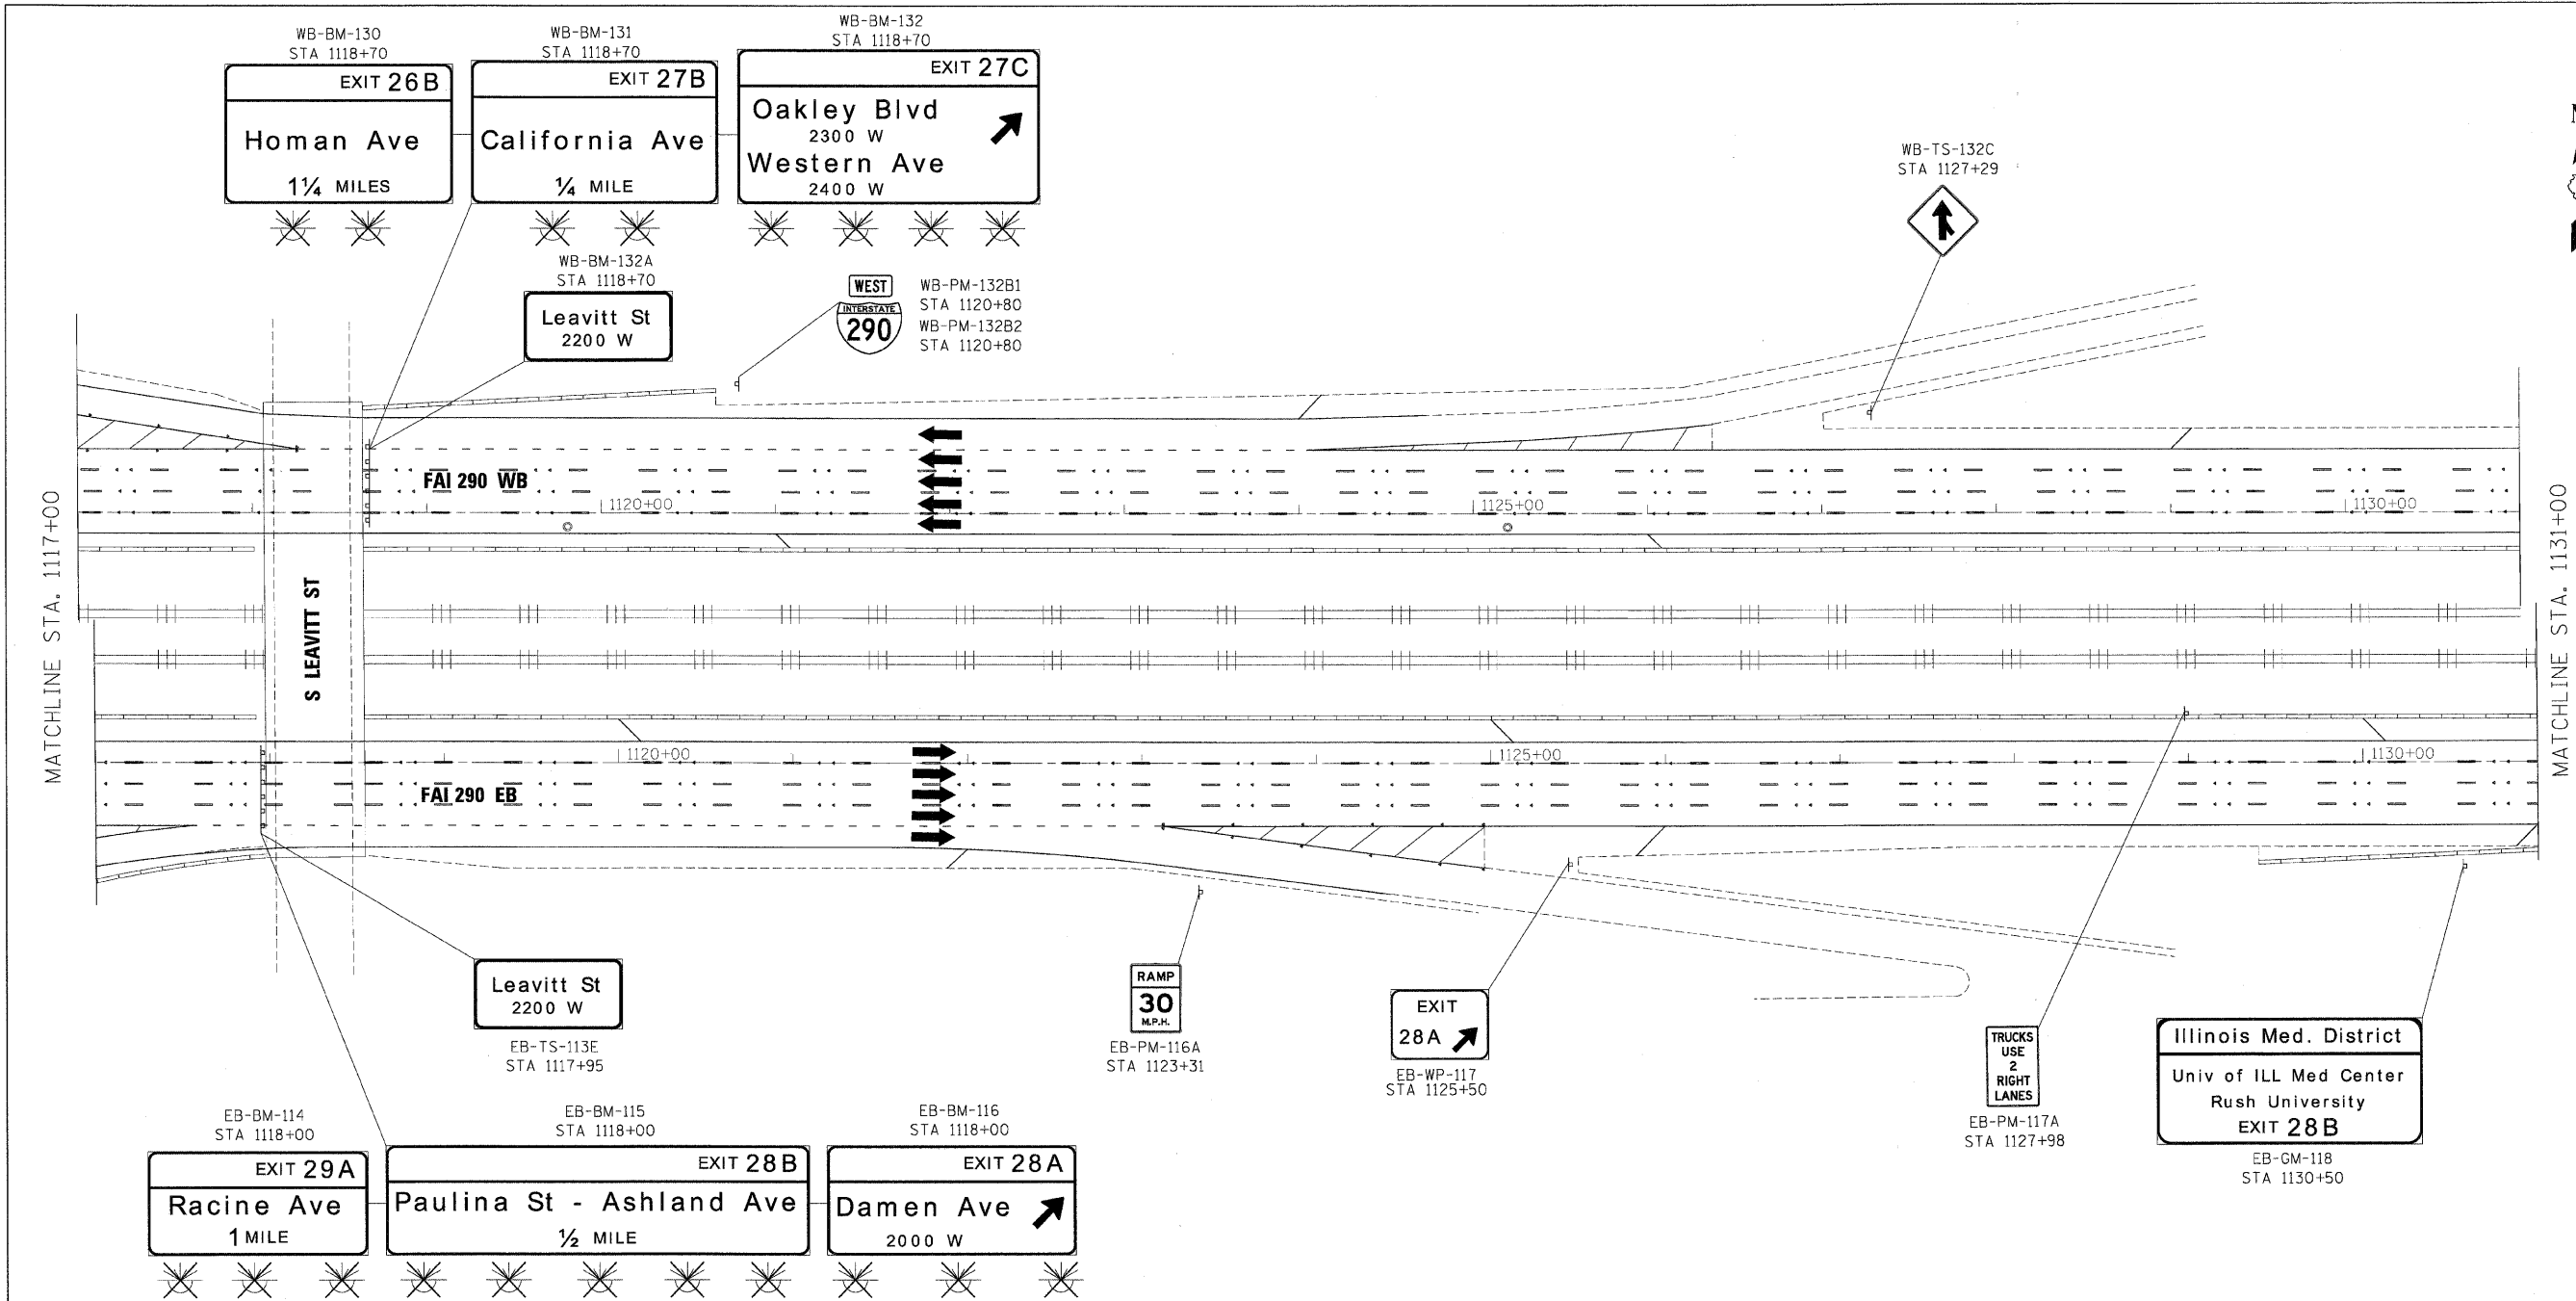 WB-BM-130
STA 1118+70
EXIT 26B
Homan Ave
1¼ MILES
WB-BM-131
STA 1118+70
EXIT 27B
California Ave
¼ MILE
WB-BM-132
STA 1118+70
EXIT 27C
Oakley Blvd
2300 W
Western Ave
2400 W
WB-BM-132A
STA 1118+70
Leavitt St
2200 W
WEST
INTERSTATE
290
WB-PM-132B1
STA 1120+80
WB-PM-132B2
STA 1120+80
WB-TS-132C
STA 1127+29
MATCHLINE STA. 1117+00
FAI 290 WB
1120+00
1125+00
1130+00
S LEAVITT ST
MATCHLINE STA. 1131+00
1120+00
1125+00
1130+00
FAI 290 EB
Leavitt St
2200 W
EB-TS-113E
STA 1117+95
RAMP
30
M.P.H.
EB-PM-116A
STA 1123+31
EXIT
28A
EB-WP-117
STA 1125+50
TRUCKS
USE
2
RIGHT
LANES
EB-PM-117A
STA 1127+98
Illinois Med. District
Univ of ILL Med Center
Rush University
EXIT 28B
EB-GM-118
STA 1130+50
EB-BM-114
STA 1118+00
EXIT 29A
Racine Ave
1 MILE
EB-BM-115
STA 1118+00
EXIT 28B
Paulina St - Ashland Ave
½ MILE
EB-BM-116
STA 1118+00
EXIT 28A
Damen Ave
2000 W